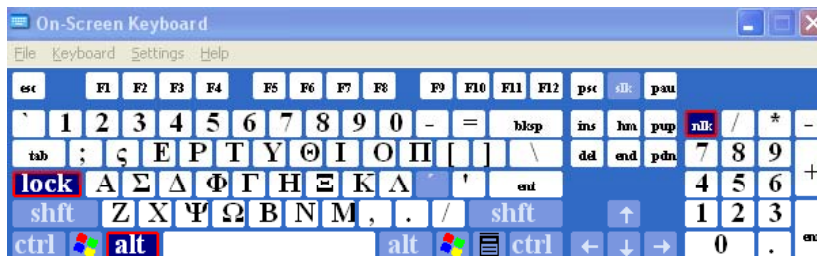 On-Screen Keyboard
File Keyboard Settings Help
esc F1 F2 F3 F4 F5 F6 F7 F8 F9 F10 F11 F12 psc slk pau
` 1 2 3 4 5 6 7 8 9 0 - = bksp ins hm pup nlk / * -
tab ; ς Ε Ρ Τ Υ Θ Ι Ο Π [ ] \ del end pdn 7 8 9 +
lock Α Σ Δ Φ Γ Η Ξ Κ Λ ΄ ' ent 4 5 6
shft Ζ Χ Ψ Ω Β Ν Μ , . / shft ↑ 1 2 3
ctrl alt alt ctrl ← ↓ → 0 .